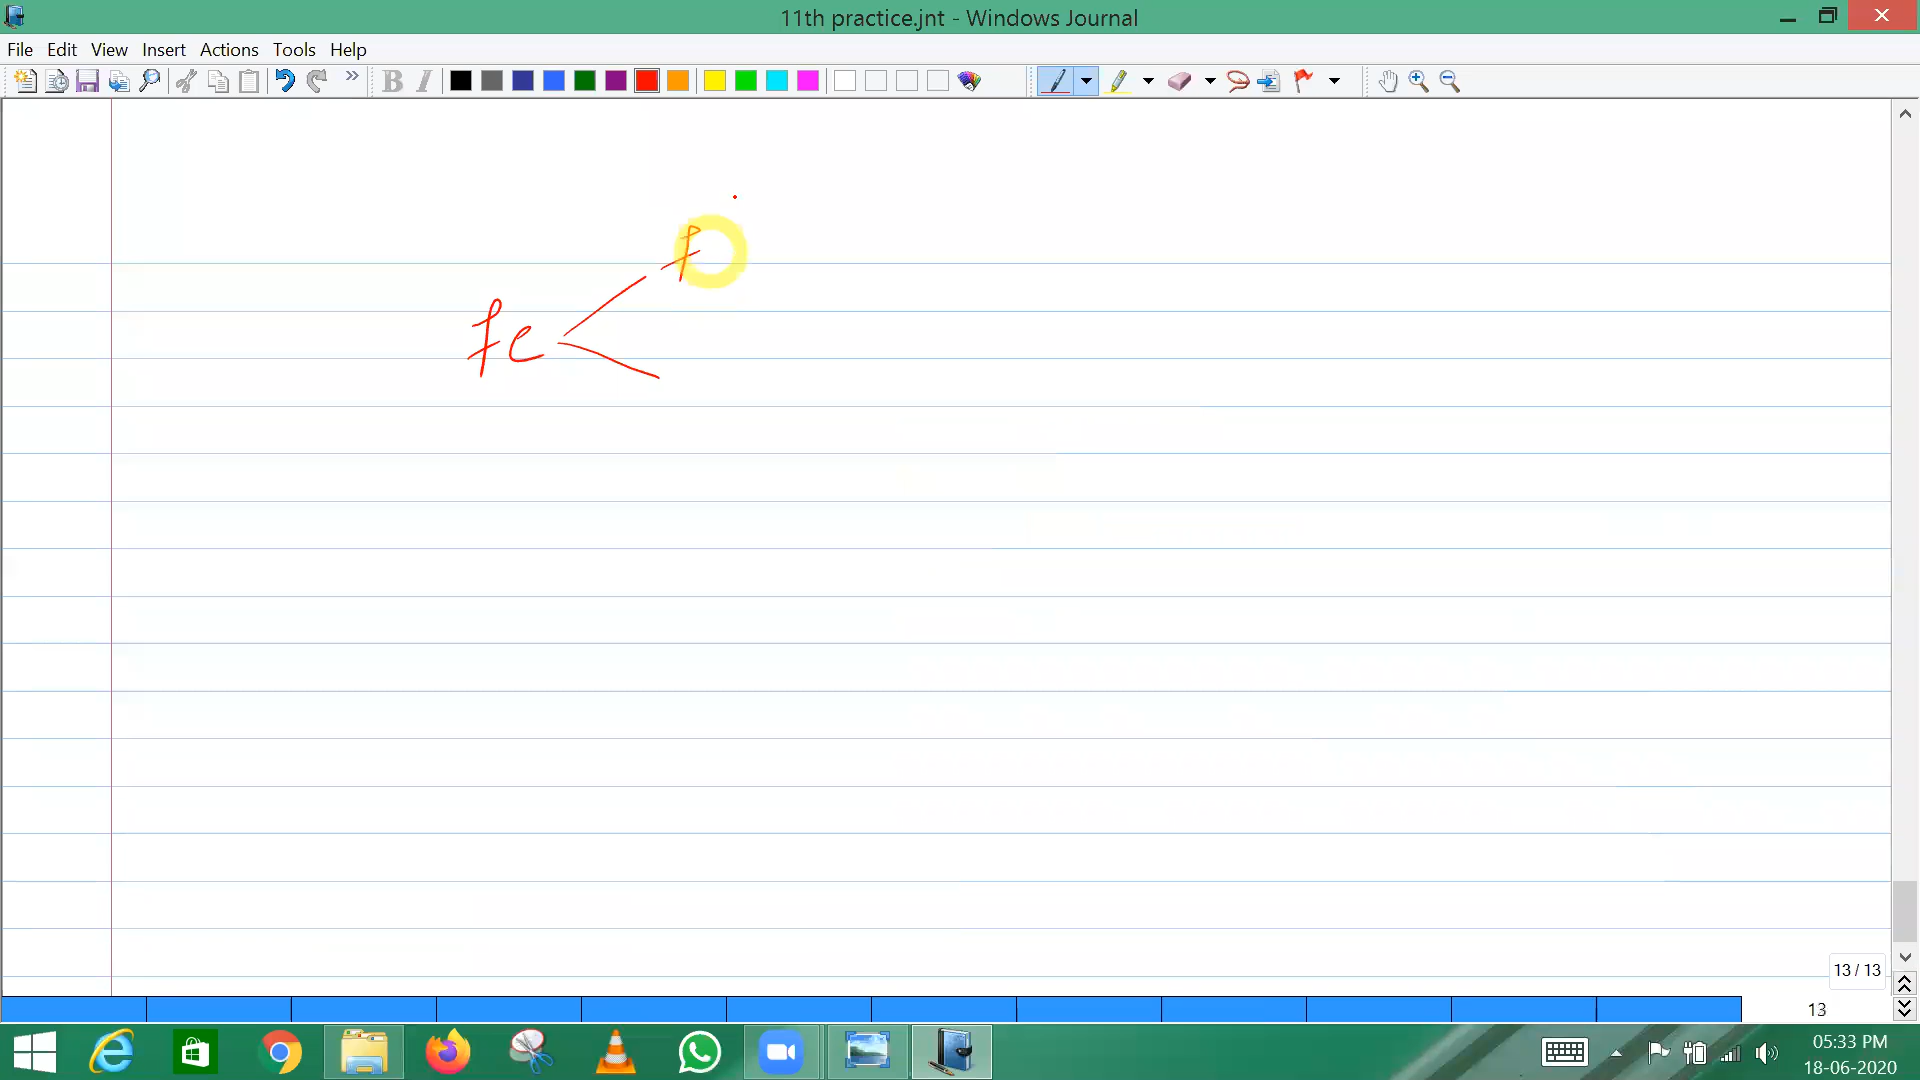 11th practice.jnt - Windows Journal
File Edit View Insert Actions Tools Help
B I
F
Fe
13 / 13
13
05:33 PM
18-06-2020